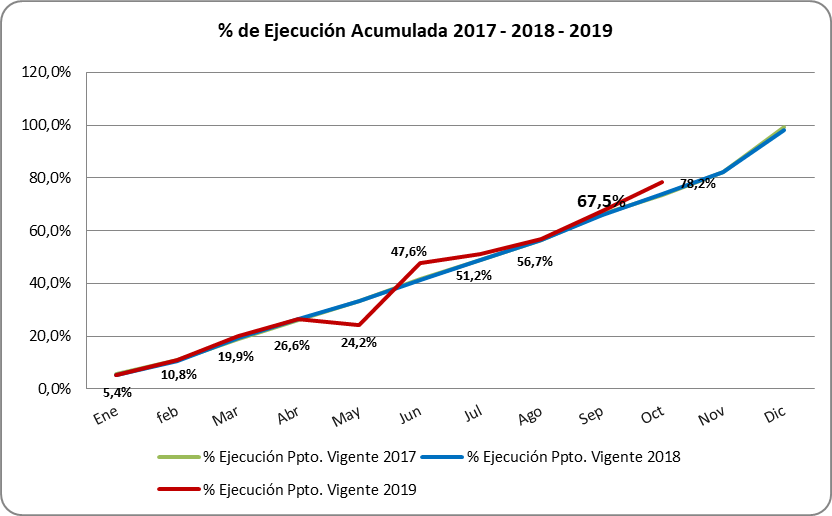 % de Ejecución Acumulada 2017 - 2018 - 2019
120,0%
100,0%
80,0%
60,0%
40,0%
20,0%
0,0%
5,4%
10,8%
19,9%
26,6%
24,2%
47,6%
51,2%
56,7%
67,5%
78,2%
Ene
feb
Mar
Abr
May
Jun
Jul
Ago
Sep
Oct
Nov
Dic
% Ejecución Ppto. Vigente 2017
% Ejecución Ppto. Vigente 2018
% Ejecución Ppto. Vigente 2019